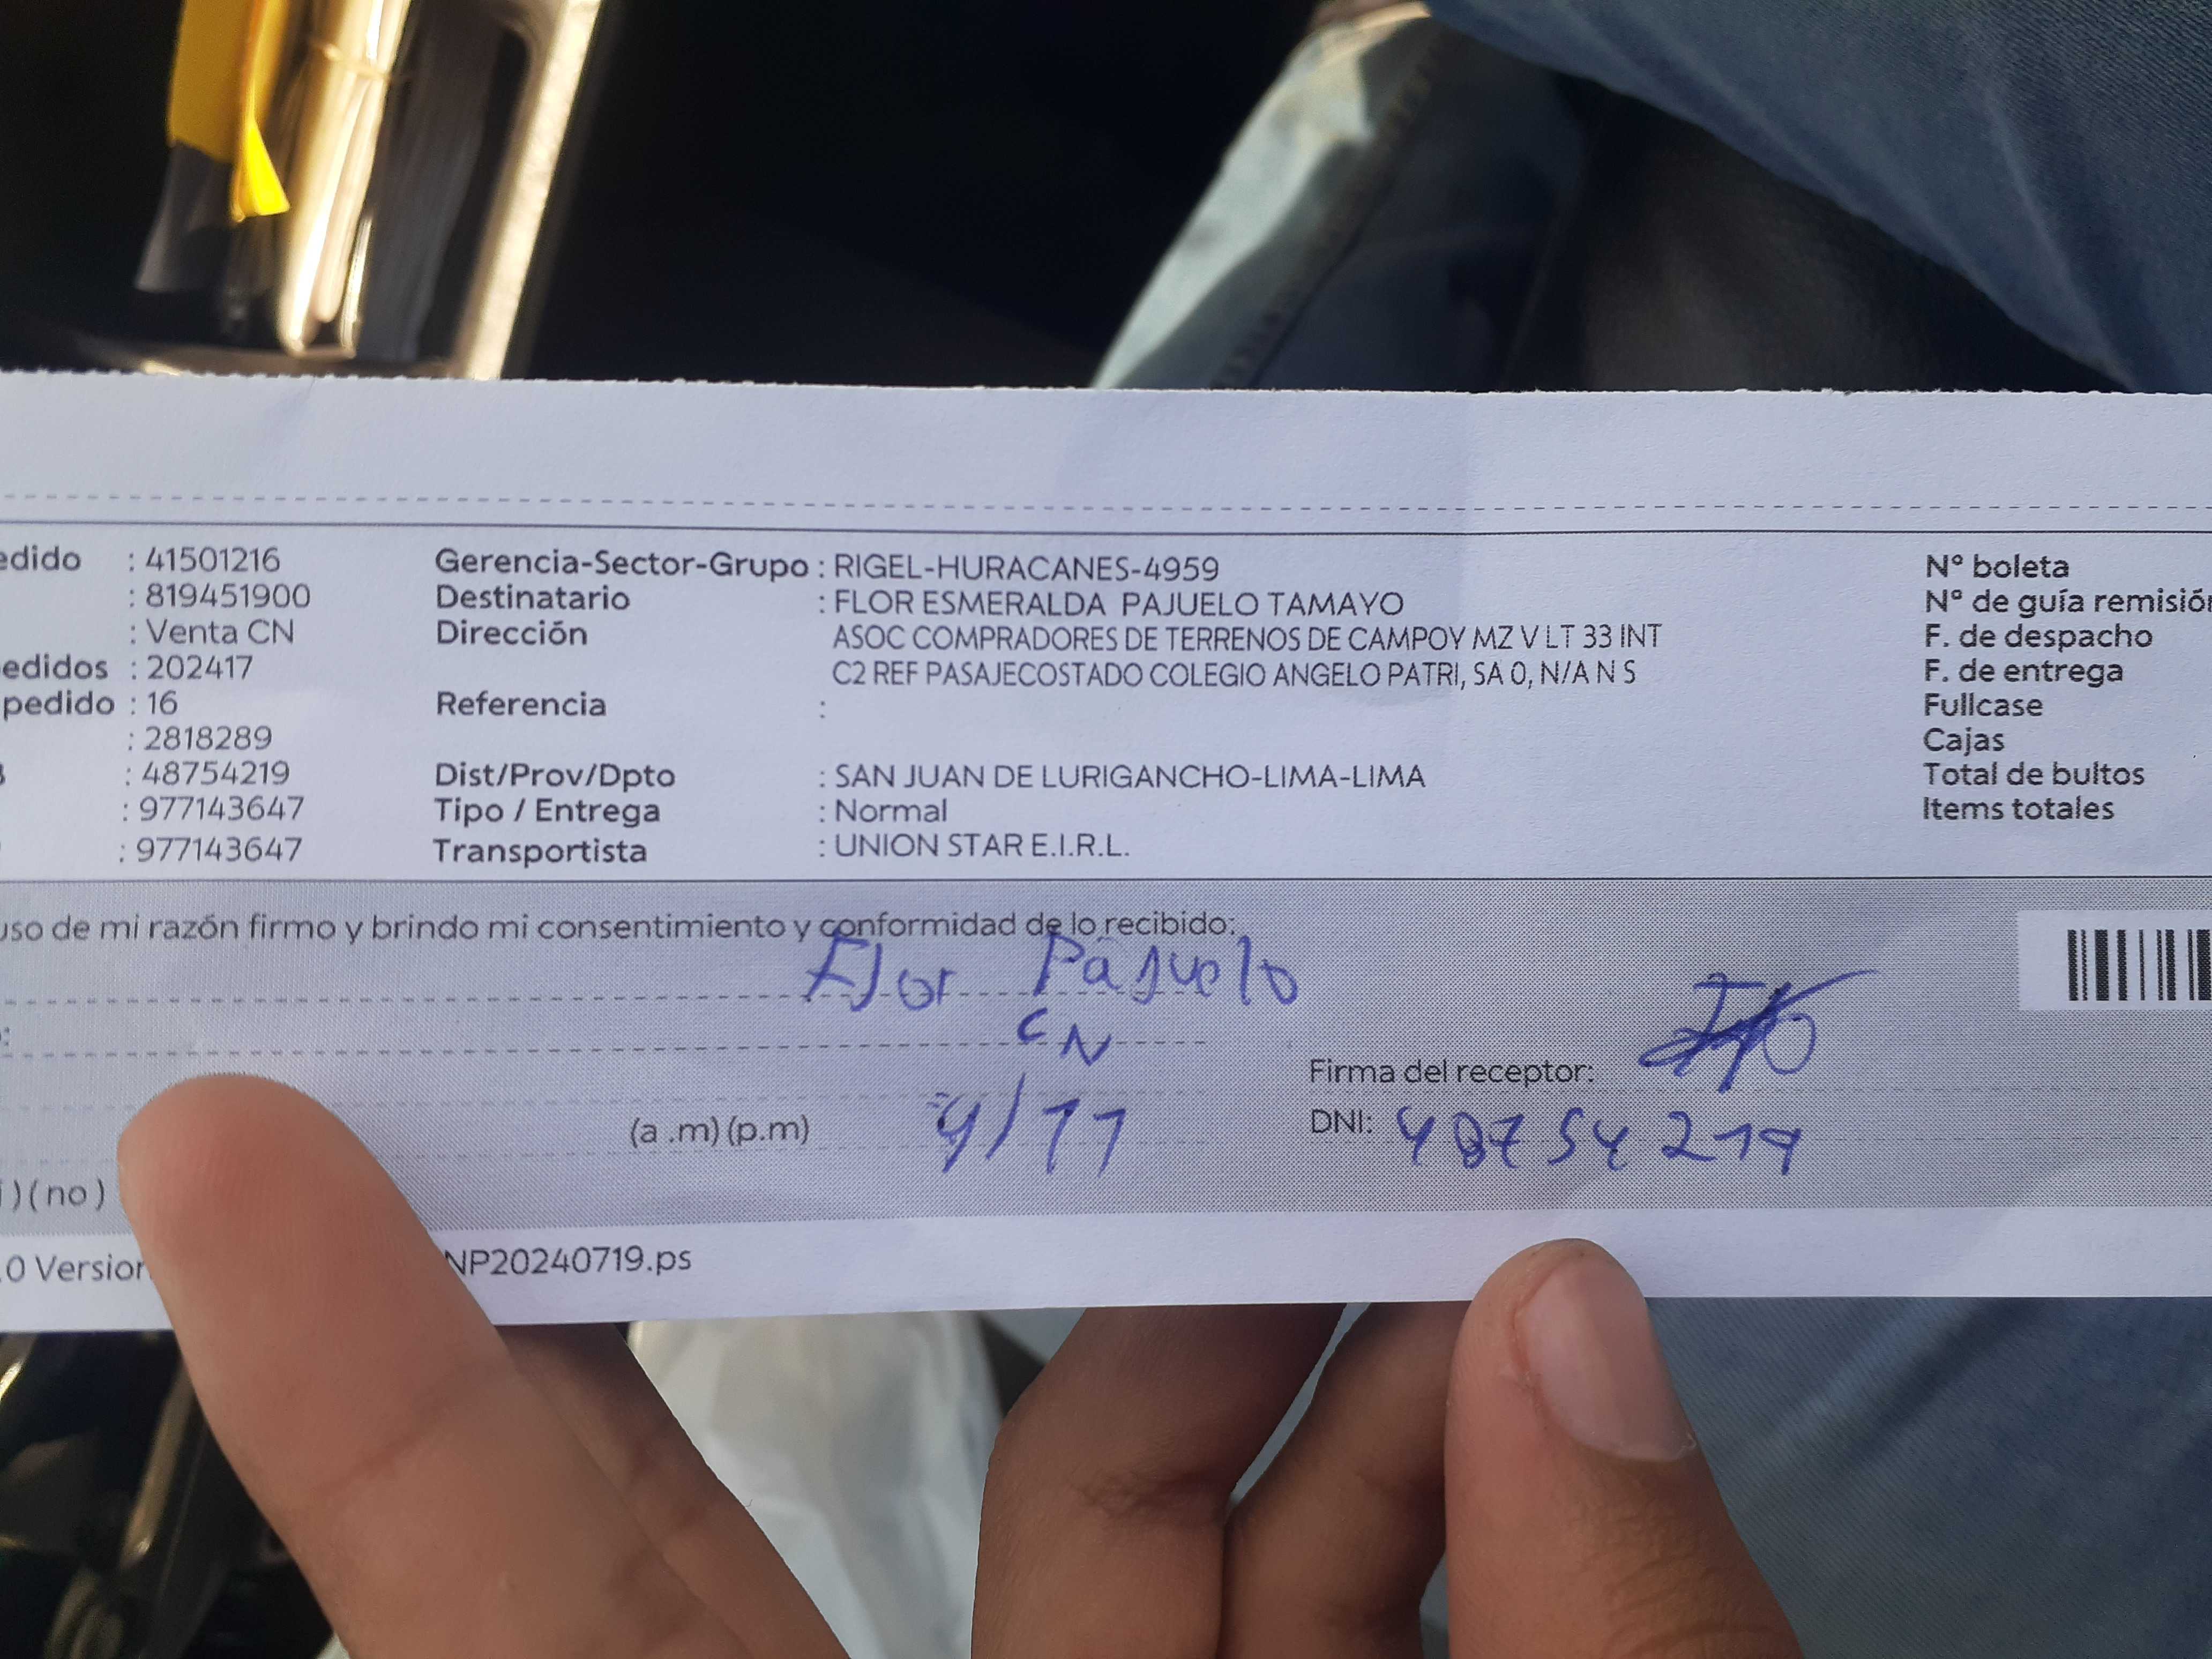 edido : 41501216 Gerencia-Sector-Grupo : RIGEL-HURACANES-4959 Nº boleta
: 819451900 Destinatario : FLOR ESMERALDA PAJUELO TAMAYO Nº de guía remisión
: Venta CN Dirección ASOC COMPRADORES DE TERRENOS DE CAMPOY MZ V LT 33 INT F. de despacho
edidos : 202417 C2 REF PASAJECOSTADO COLEGIO ANGELO PATRI, SA 0, N/A N S F. de entrega
pedido : 16 Referencia : Fullcase
: 2818289 Cajas
: 48754219 Dist/Prov/Dpto : SAN JUAN DE LURIGANCHO-LIMA-LIMA Total de bultos
: 977143647 Tipo / Entrega : Normal Items totales
: 977143647 Transportista : UNION STAR E.I.R.L.
uso de mi razón firmo y brindo mi consentimiento y conformidad de lo recibido:
Flor Pajuelo
CN
Firma del receptor:
(a .m) (p.m) 4/11 DNI: 48754219
) (no)
.0 Version NP20240719.ps